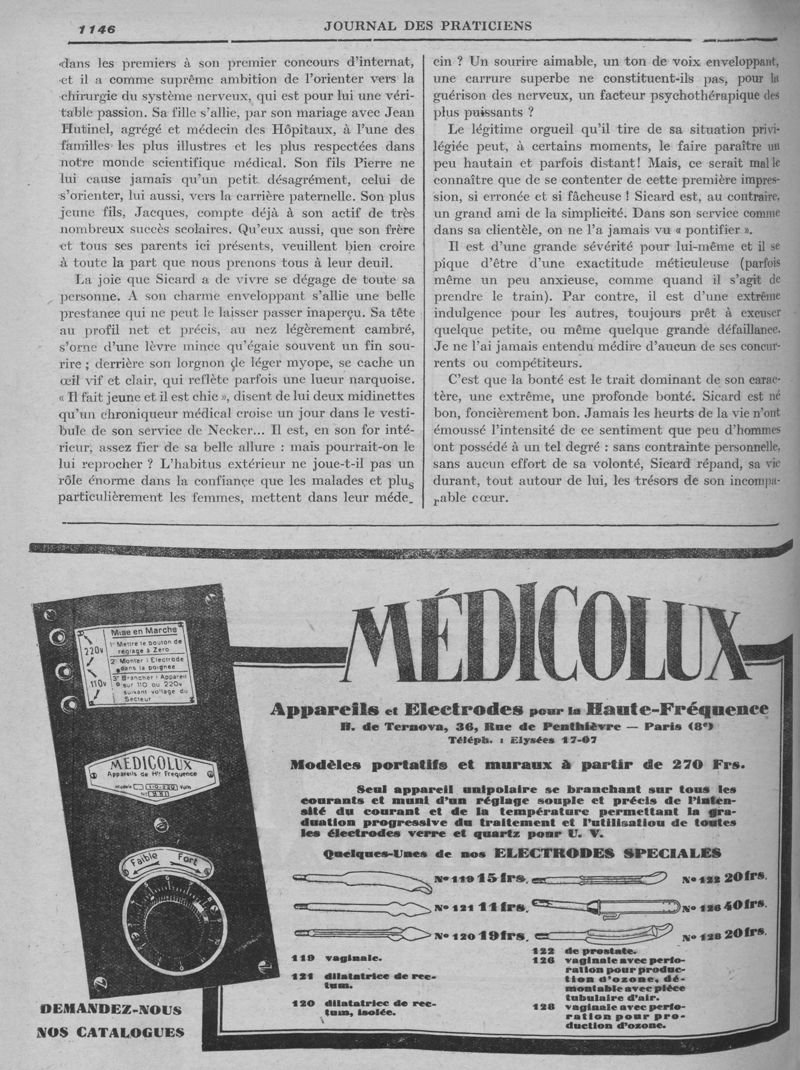 1146
JOURNAL DES PRATICIENS
dans les premiers à son premier concours d'internat,
et il a comme suprême ambition de l'orienter vers la
chirurgie du système nerveux, qui est pour lui une véri-
table passion. Sa fille s'allie, par son mariage avec Jean
Hutinel, agrégé et médecin des Hôpitaux, à l'une des
familles les plus illustres et les plus respectées dans
notre monde scientifique médical. Son fils Pierre ne
lui cause jamais qu'un petit désagrément, celui de
s'orienter, lui aussi, vers la carrière paternelle. Son plus
jeune fils, Jacques, compte déjà à son actif de très
nombreux succès scolaires. Qu'eux aussi, que son frère
et tous ses parents ici présents, veuillent bien croire
à toute la part que nous prenons tous à leur deuil.
La joie que Sicard a de vivre se dégage de toute sa
personne. A son charme enveloppant s'allie une belle
prestance qui ne peut le laisser passer inaperçu. Sa tête
au profil net et précis, au nez légèrement cambré,
s'orne d'une lèvre mince qu'égaie souvent un fin sou-
rire ; derrière son lorgnon de léger myope, se cache un
œil vif et clair, qui reflète parfois une lueur narquoise.
« Il fait jeune et il est chic », disent de lui deux midinettes
qu'un chroniqueur médical croise un jour dans le vesti-
bule de son service de Necker... Il est, en son for inté-
rieur, assez fier de sa belle allure : mais pourrait-on le
lui reprocher ? L'habitus extérieur ne joue-t-il pas un
rôle énorme dans la confiance que les malades et plus
particulièrement les femmes, mettent dans leur méde-
cin ? Un sourire aimable, un ton de voix enveloppant,
une carrure superbe ne constituent-ils pas, pour la
guérison des nerveux, un facteur psychothérapique des
plus puissants ?
Le légitime orgueil qu'il tire de sa situation privi-
légiée peut, à certains moments, le faire paraître un
peu hautain et parfois distant! Mais, ce serait mal le
connaître que de se contenter de cette première impres-
sion, si erronée et si fâcheuse ! Sicard est, au contraire,
un grand ami de la simplicité. Dans son service comme
dans sa clientèle, on ne l'a jamais vu « pontifier ».
Il est d'une grande sévérité pour lui-même et il se
pique d'être d'une exactitude méticuleuse (parfois
même un peu anxieuse, comme quand il s'agit de
prendre le train). Par contre, il est d'une extrême
indulgence pour les autres, toujours prêt à excuser
quelque petite, ou même quelque grande défaillance.
Je ne l'ai jamais entendu médire d'aucun de ses concur-
rents ou compétiteurs.
C'est que la bonté est le trait dominant de son carac-
tère, une extrême, une profonde bonté. Sicard est né
bon, foncièrement bon. Jamais les heurts de la vie n'ont
émoussé l'intensité de ce sentiment que peu d'hommes
ont possédé à un tel degré : sans contrainte personnelle,
sans aucun effort de sa volonté, Sicard répand, sa vie
durant, tout autour de lui, les trésors de son incompa-
rable cœur.
Mise en Marche
1° Mettre le bouton de
réglage à Zero
2° Monter l'Electrode
dans la poignee
3° Brancher l'Appareil
sur 110 ou 220v
suivant voltage du
Secteur
220v
110v
MEDICOLUX
Appareils de Hte Frequence
Modèle 110-220 Volts
Faible Fort
MÉDICOLUX
Appareils et Electrodes pour la Haute-Fréquence
H. de Ternova, 36, Rue de Penthièvre — Paris (8e)
Téléph. : Elysées 17-07
Modèles portatifs et muraux à partir de 270 Frs.
Seul appareil unipolaire se branchant sur tous les
courants et muni d'un réglage souple et précis de l'inten-
sité du courant et de la température permettant la gra-
duation progressive du traitement et l'utilisation de toutes
les électrodes verre et quartz pour U. V.
Quelques-Unes de nos ELECTRODES SPECIALES
N° 119 15 frs.
N° 122 20 frs.
N° 121 11 frs.
N° 126 40 frs.
N° 120 19 frs.
N° 128 20 frs.
119 vaginale.
121 dilatatrice de rec-
tum.
120 dilatatrice de rec-
tum, isolée.
122 de prostate.
126 vaginale avec perfo-
ration pour produc-
tion d'ozone, dé-
montable avec pièce
tubulaire d'air.
128 vaginale avec perfo-
ration pour pro-
duction d'ozone.
DEMANDEZ-NOUS
NOS CATALOGUES